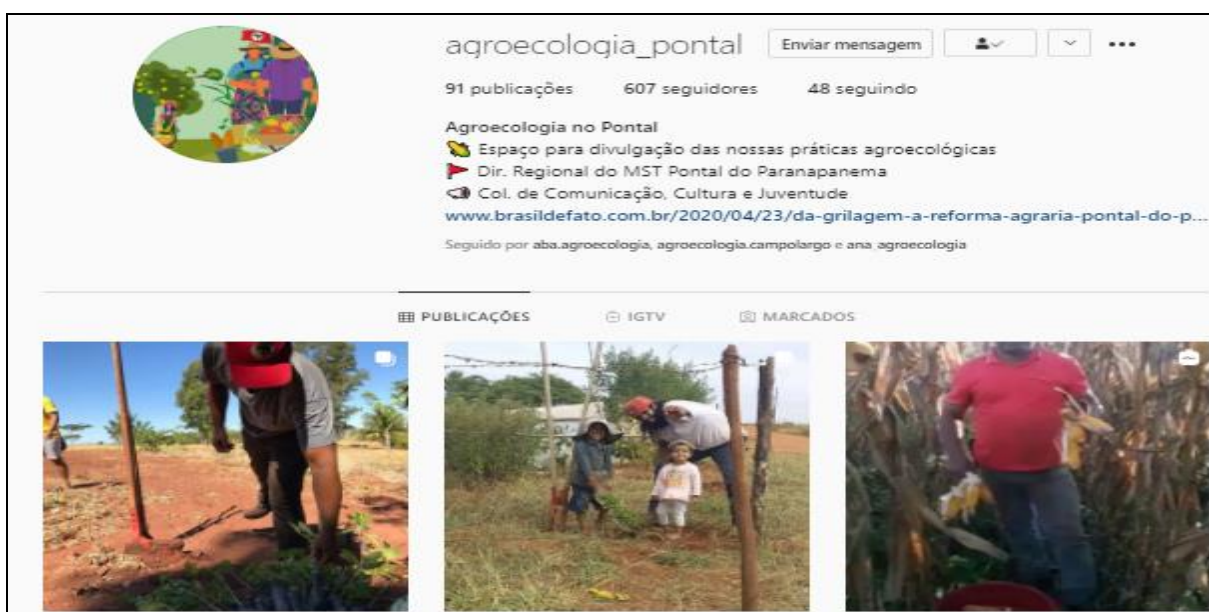 agroecologia_pontal Enviar mensagem
91 publicações 607 seguidores 48 seguindo
Agroecologia no Pontal
Espaço para divulgação das nossas práticas agroecológicas
Dir. Regional do MST Pontal do Paranapanema
Col. de Comunicação, Cultura e Juventude
www.brasildefato.com.br/2020/04/23/da-grilagem-a-reforma-agraria-pontal-do-p...
Seguido por aba.agroecologia, agroecologia.campolargo e ana_agroecologia
PUBLICAÇÕES IGTV MARCADOS